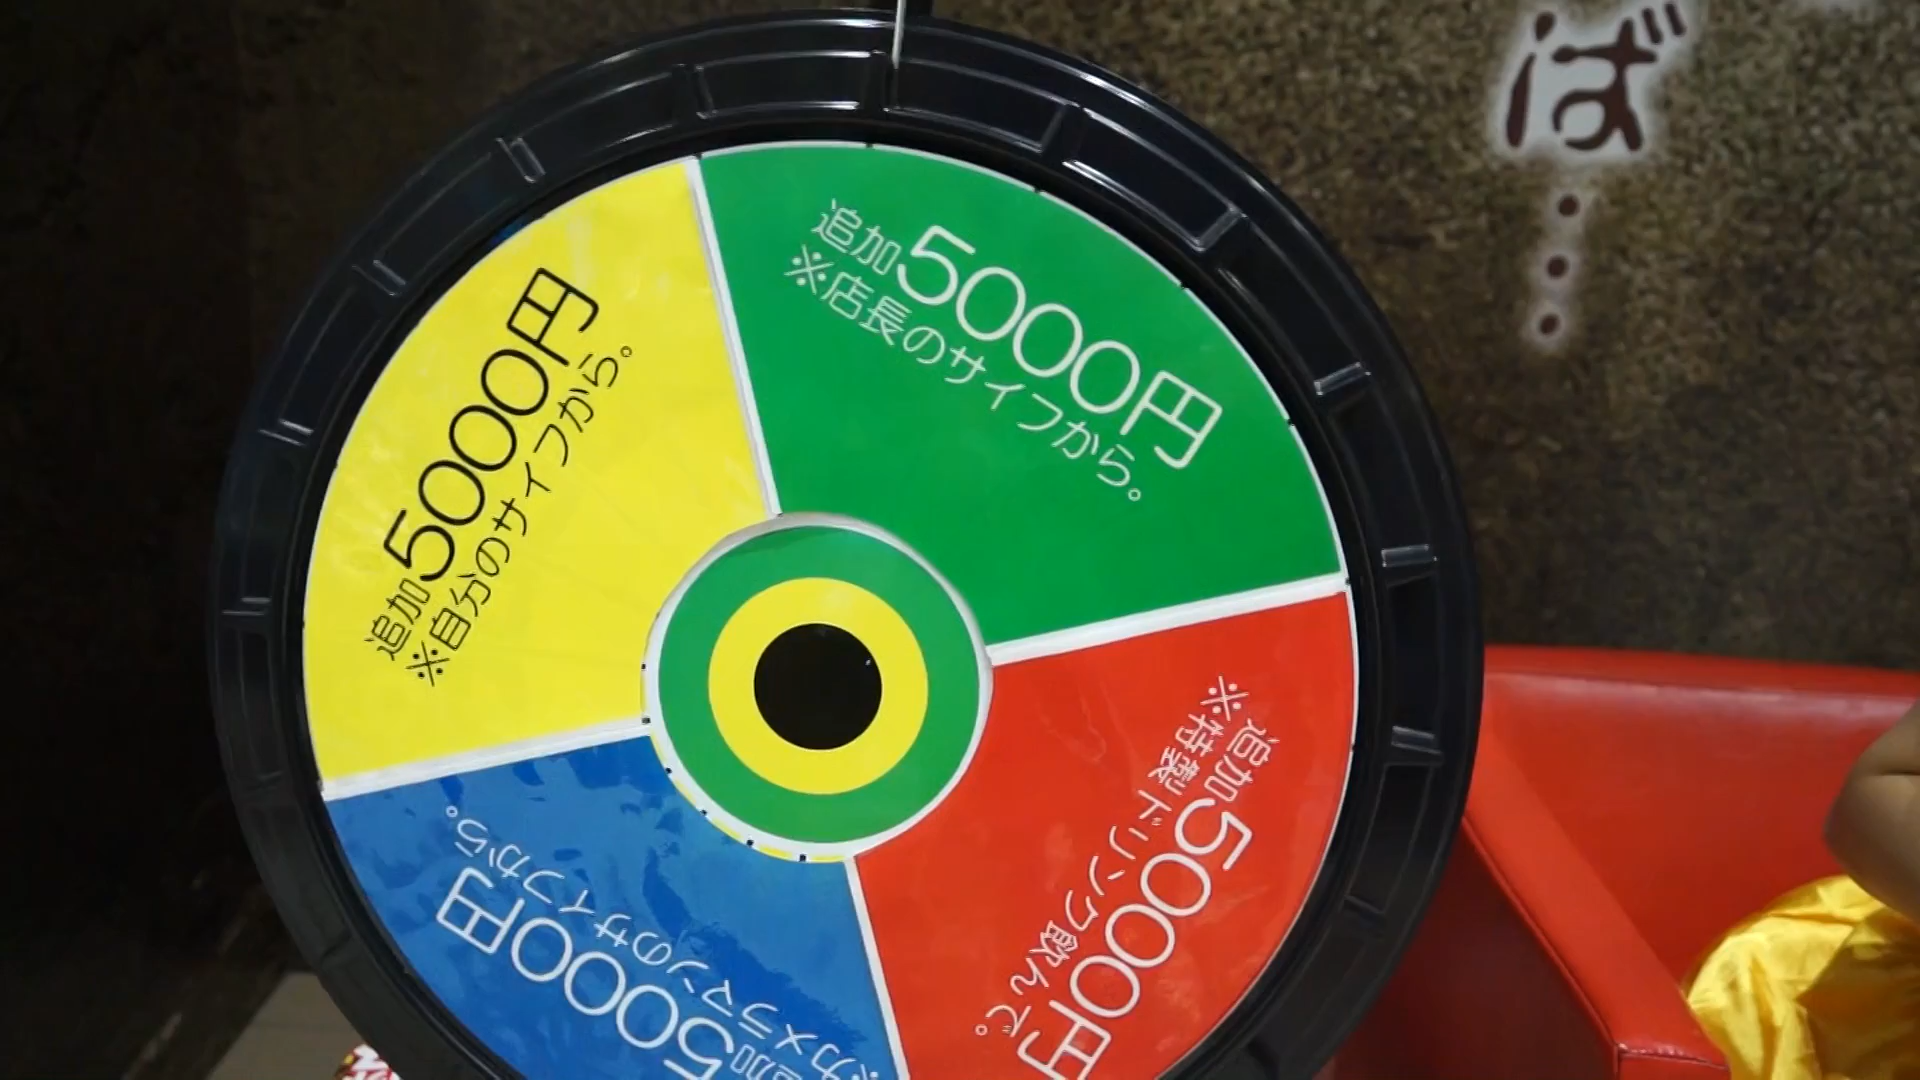 ば…
追加5000円
※店長のサイフから。
追加5000円
※自分のサイフから。
追加5000円
※特製ドリンク飲んで。
追加5000円
※カメラマンのサイフから。